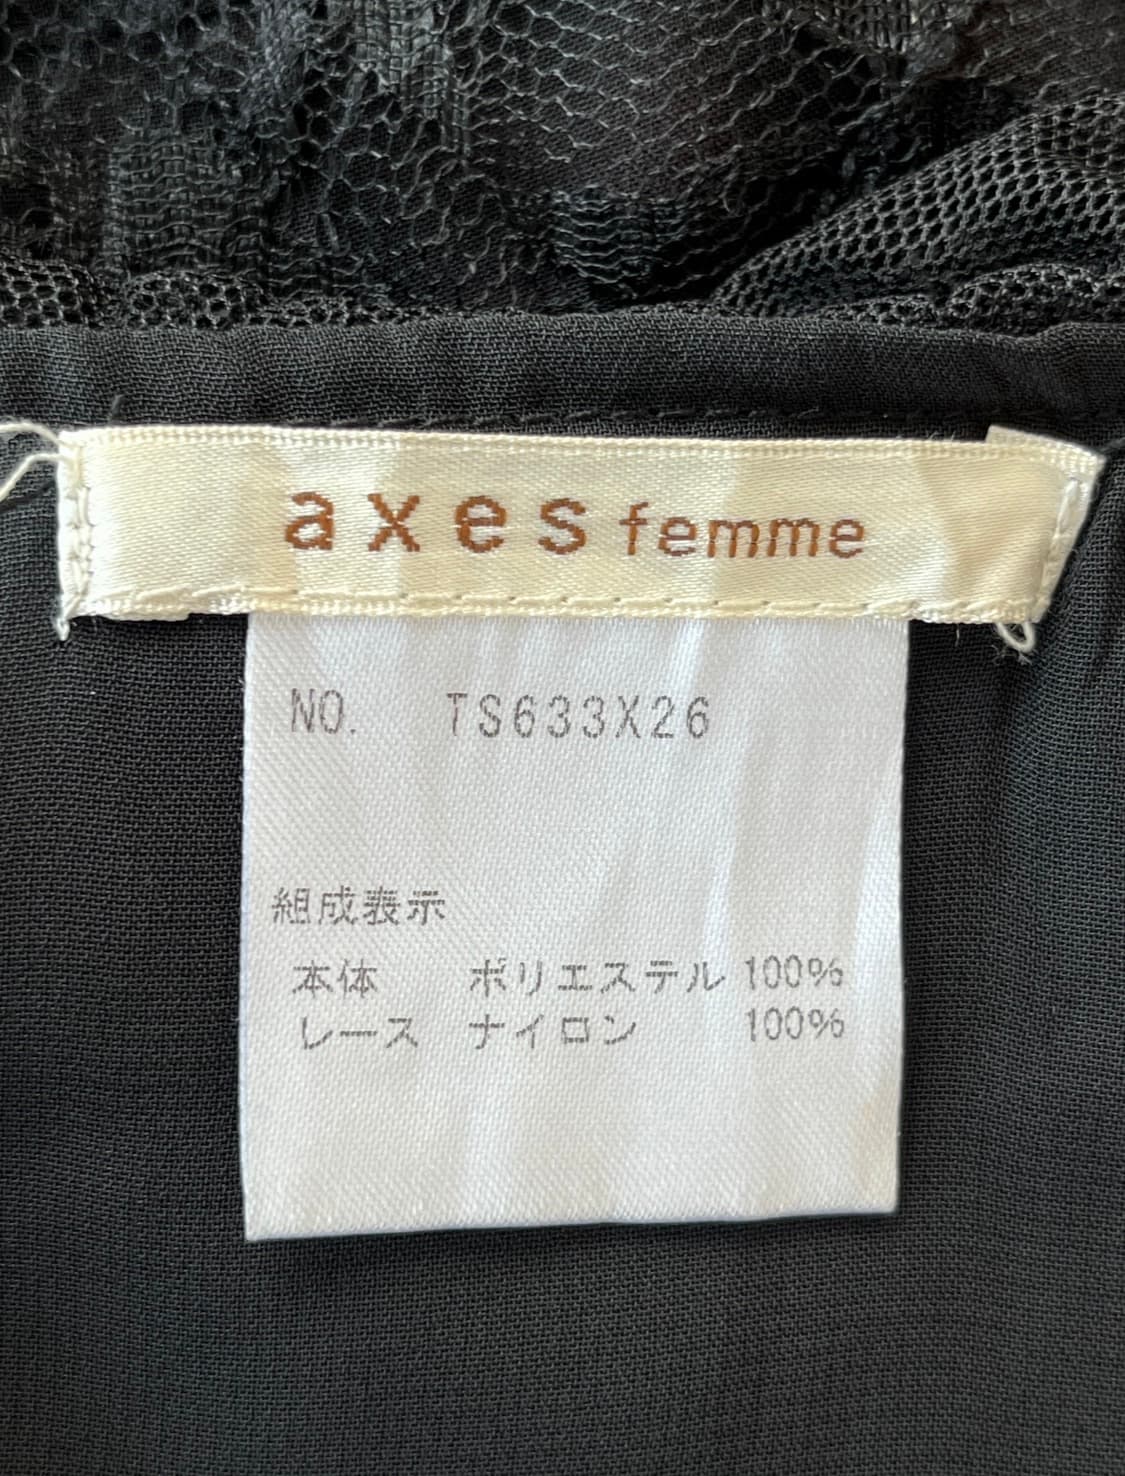 axes femme
NO. TS633X26
組成表示
本体 ポリエステル 100%
レース ナイロン 100%